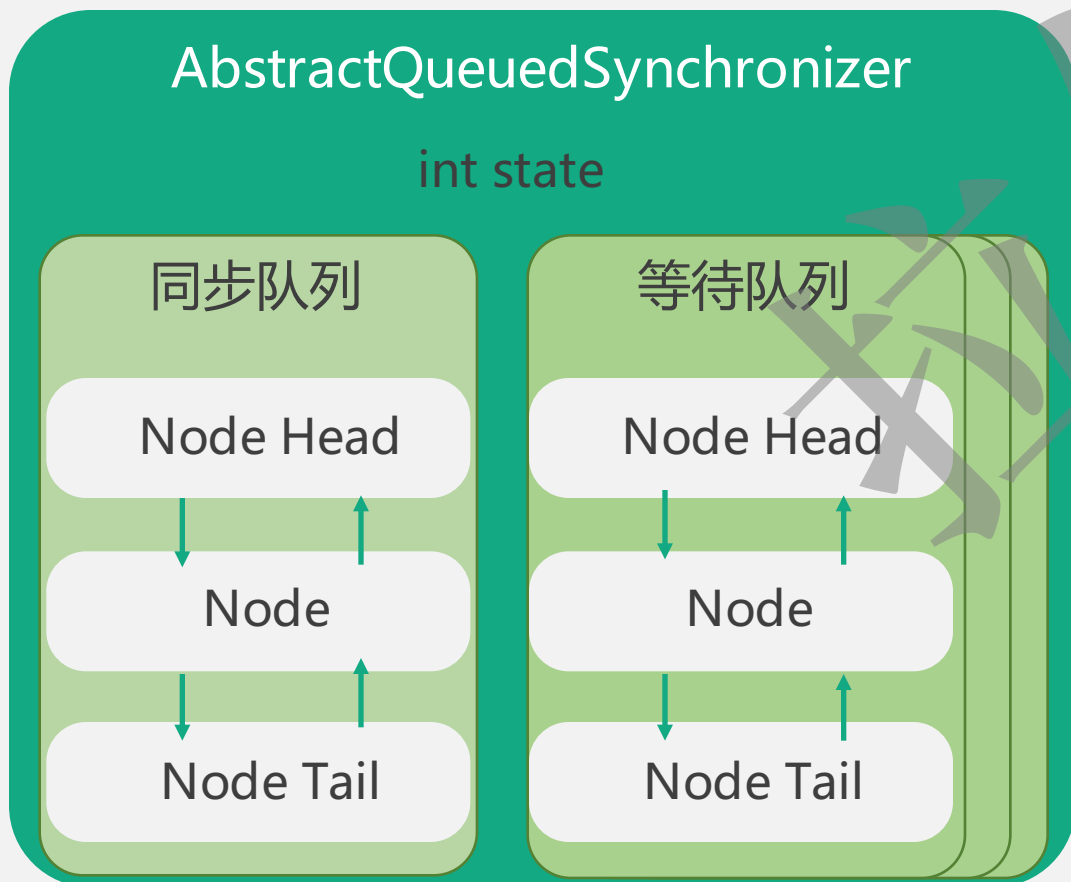 AbstractQueuedSynchronizer
int state
同步队列
Node Head
Node
Node Tail
等待队列
Node Head
Node
Node Tail